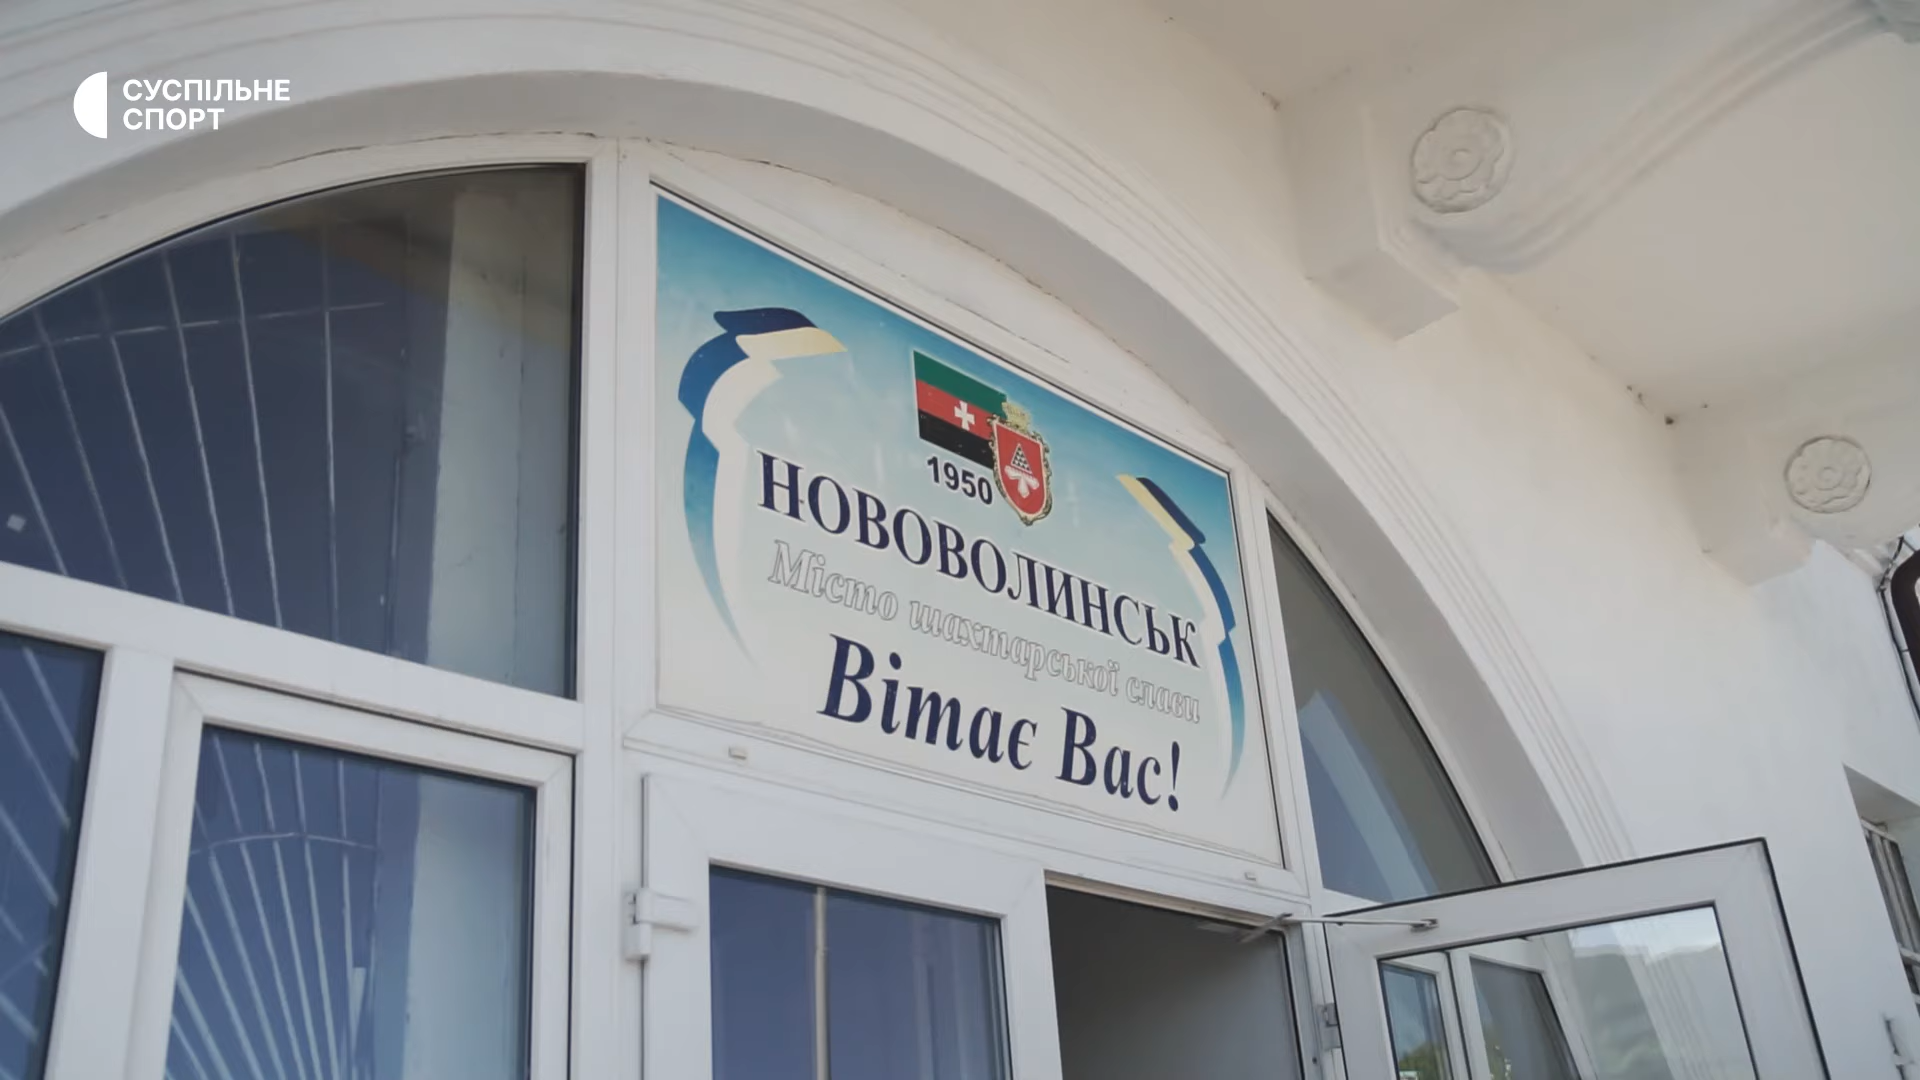 СУСПІЛЬНЕ
СПОРТ
1950
НОВОВОЛИНСЬК
Місто шахтарської слави
Вітає Вас!